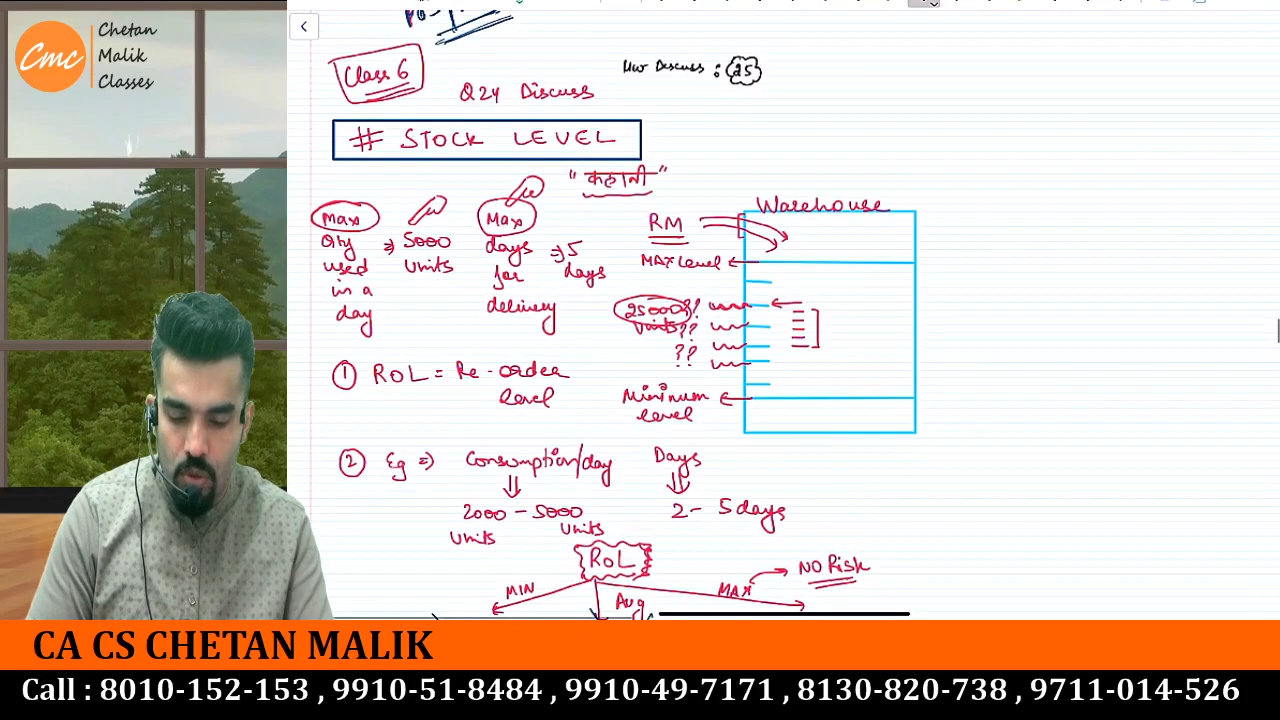 Chetan
Malik
Classes
CMC
Class 6
Q24 Discuss
HW Discuss : 25
# STOCK LEVEL
"कहानी"
Max
Qty
used
in a
day
⇒ 5000
units
Max
days
for
delivery
⇒ 5
days
Warehouse
RM
MAX level
25000
units
??
??
??
??
Minimum
level
① ROL = Re-order
level
② Eg ⇒ Consumption/day
Days
2000 - 5000
units
units
2 - 5 days
ROL
MIN
Avg
MAX
NO Risk
CA CS CHETAN MALIK
Call : 8010-152-153 , 9910-51-8484 , 9910-49-7171 , 8130-820-738 , 9711-014-526